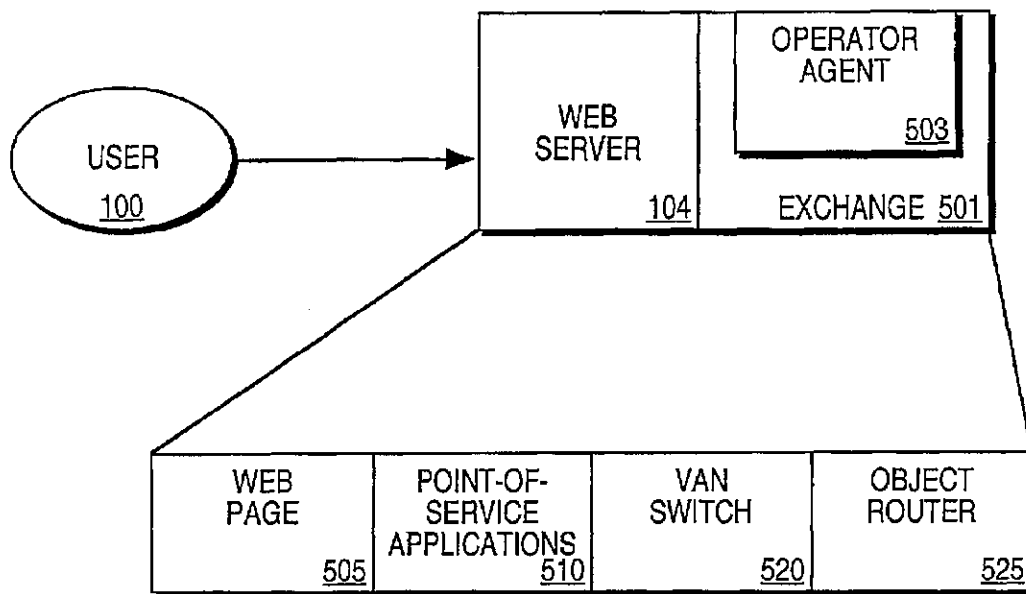 USER
100
WEB
SERVER
104
OPERATOR
AGENT
503
EXCHANGE 501
WEB
PAGE
505
POINT-OF-
SERVICE
APPLICATIONS
510
VAN
SWITCH
520
OBJECT
ROUTER
525